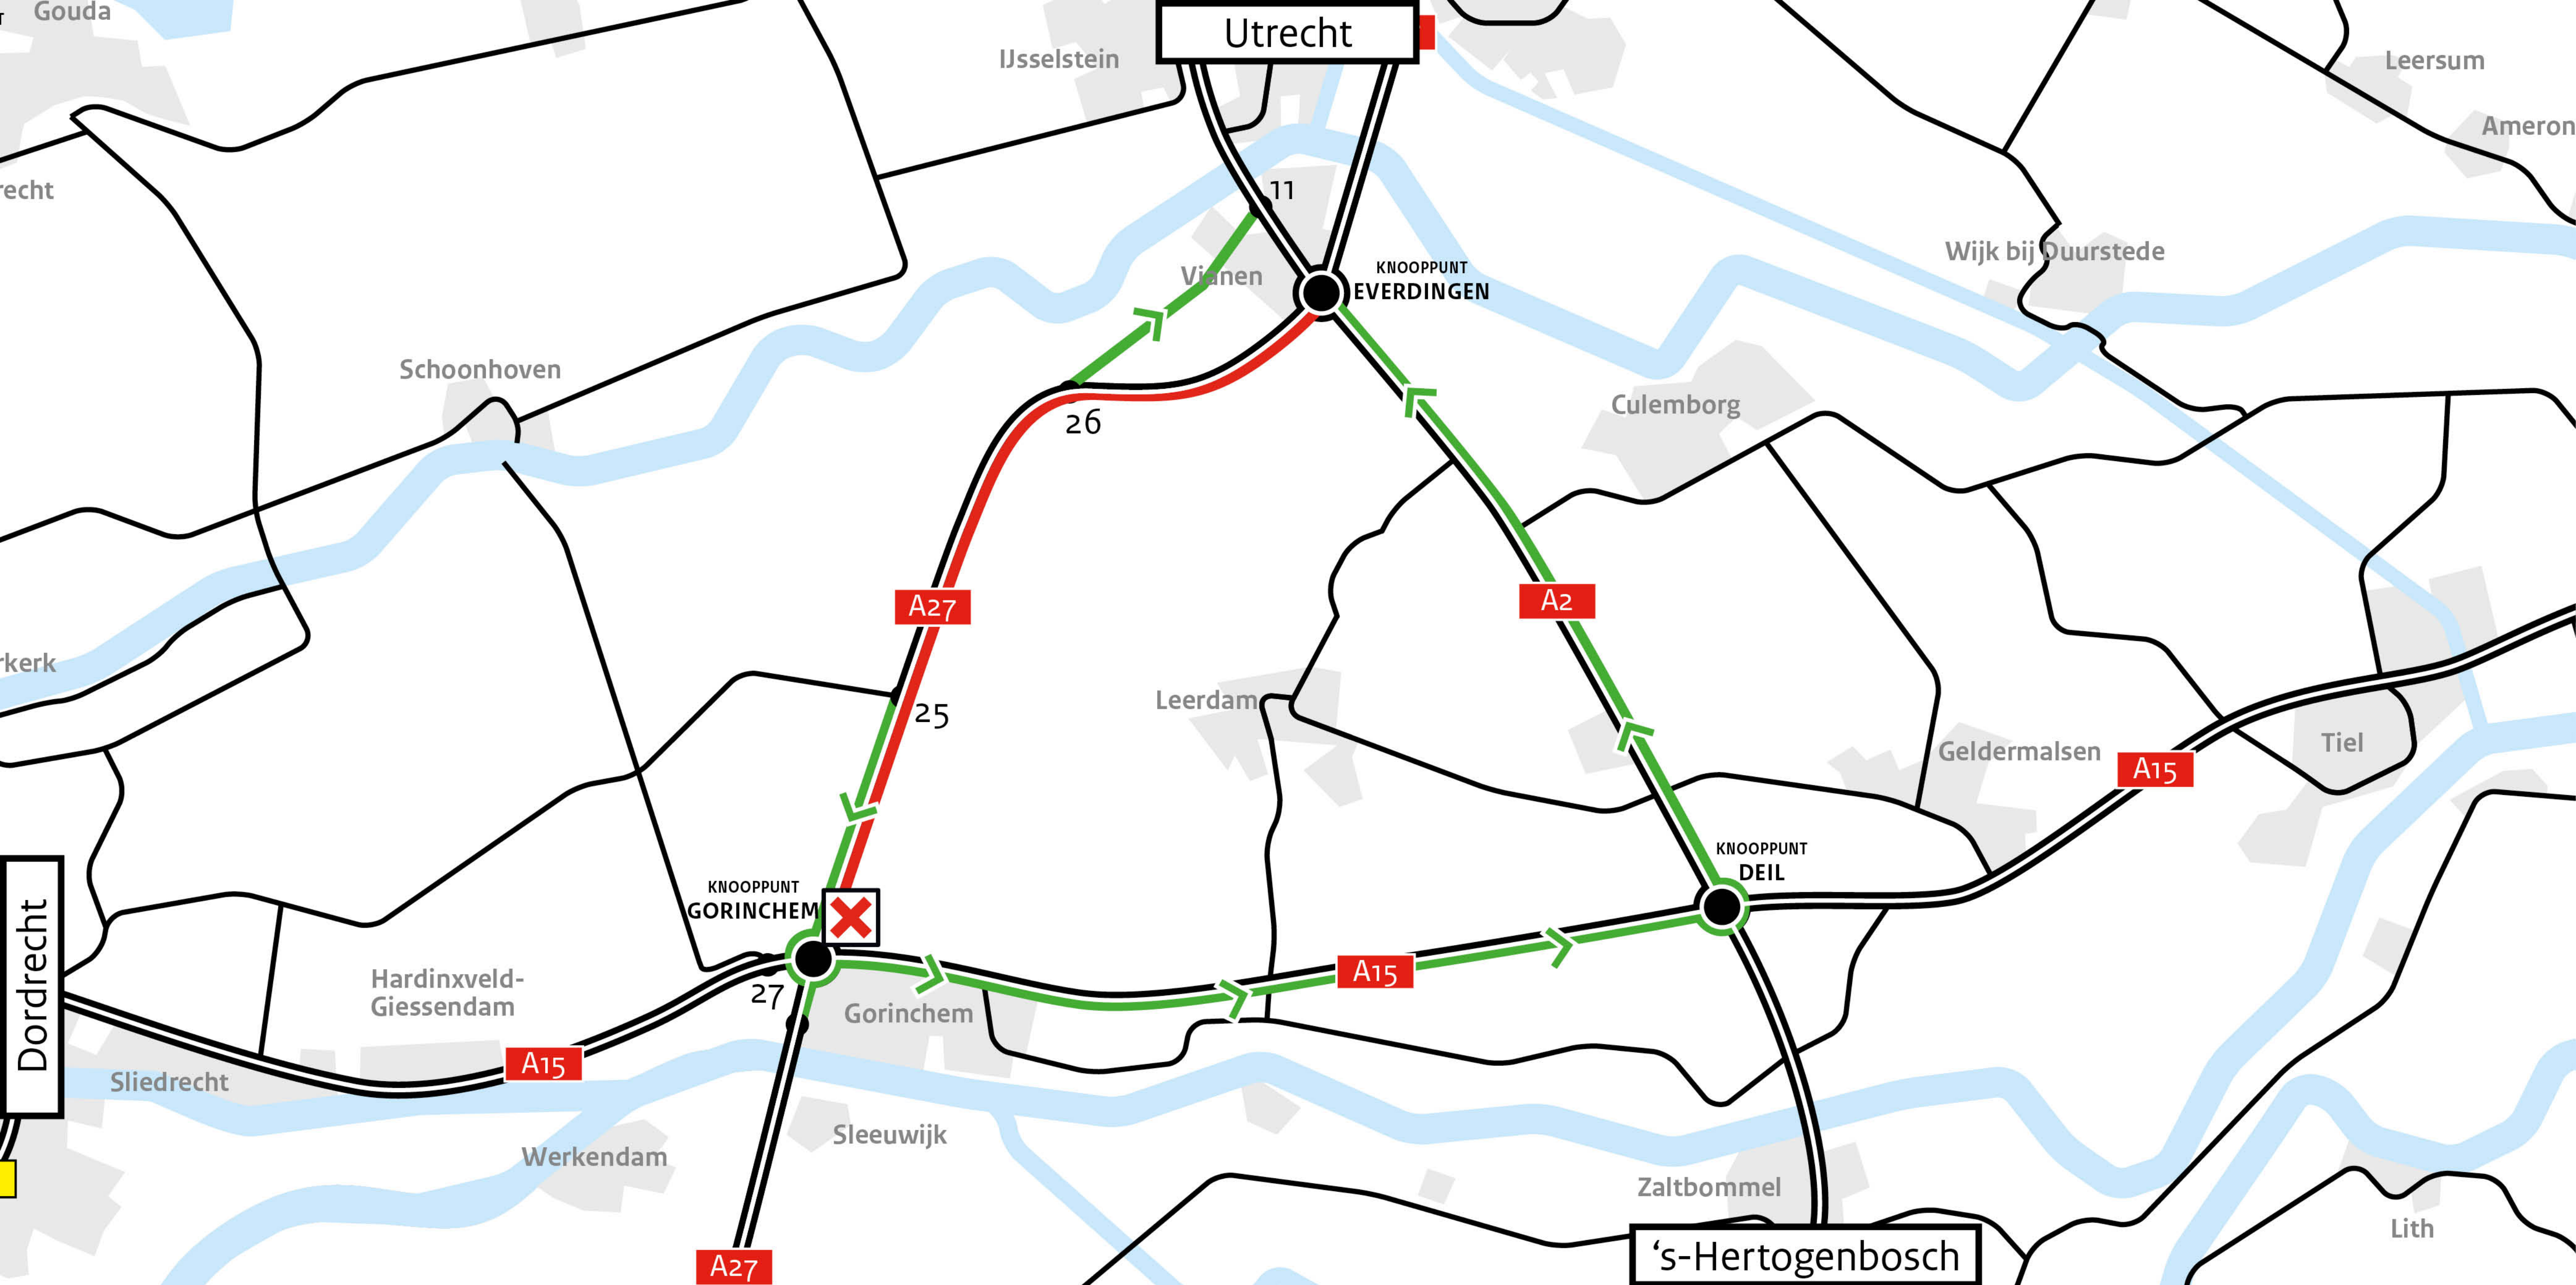 Gouda
IJsselstein
Utrecht
Leersum
Ameron
recht
11
Vianen
KNOOPPUNT
EVERDINGEN
Wijk bij Duurstede
Schoonhoven
26
Culemborg
A27
A2
rkerk
25
Leerdam
Geldermalsen
Tiel
A15
KNOOPPUNT
DEIL
KNOOPPUNT
GORINCHEM
Dordrecht
Hardinxveld-
Giessendam
27
Gorinchem
A15
A15
Sliedrecht
Sleeuwijk
Werkendam
Zaltbommel
Lith
‘s-Hertogenbosch
A27